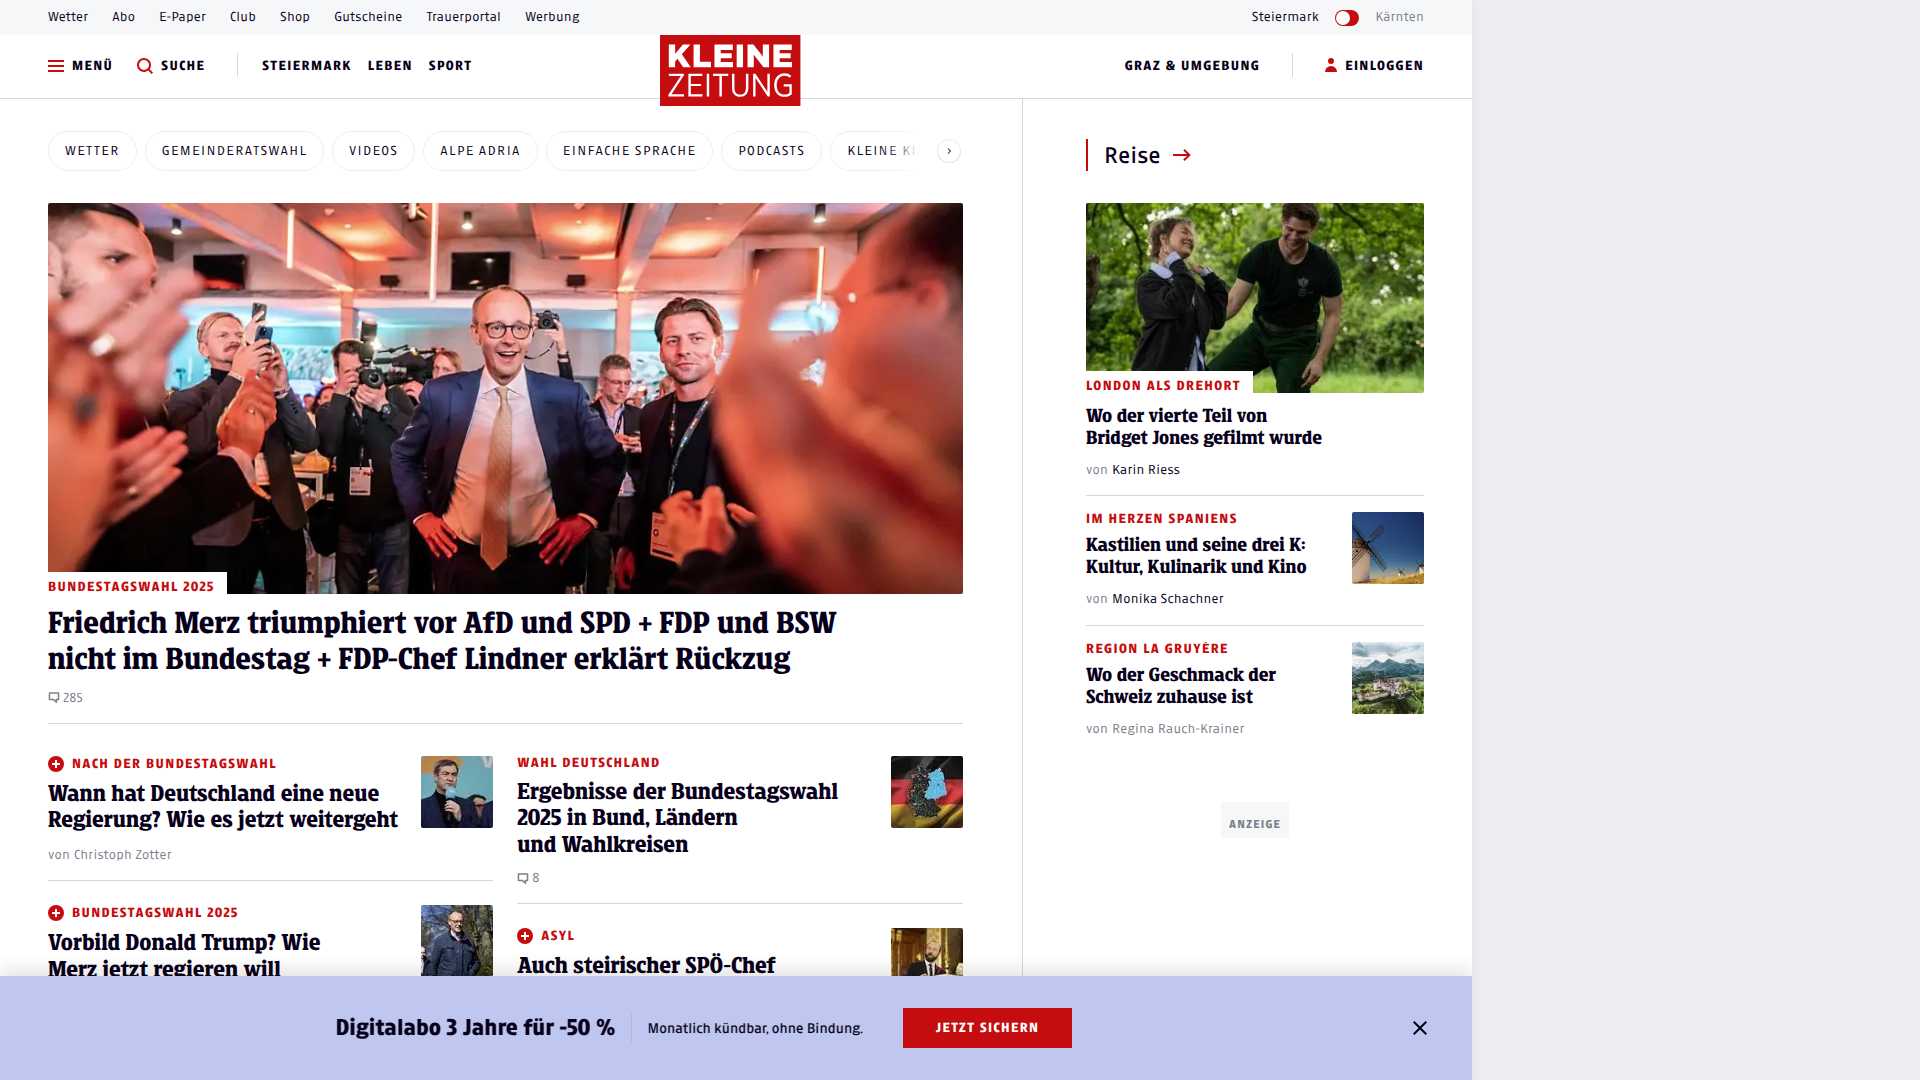 Wetter Abo E-Paper Club Shop Gutscheine Trauerportal Werbung Steiermark Kärnten
MENÜ SUCHE STEIERMARK LEBEN SPORT KLEINE ZEITUNG GRAZ & UMGEBUNG EINLOGGEN
WETTER GEMEINDERATSWAHL VIDEOS ALPE ADRIA EINFACHE SPRACHE PODCASTS KLEINE
BUNDESTAGSWAHL 2025
Friedrich Merz triumphiert vor AfD und SPD + FDP und BSW
nicht im Bundestag + FDP-Chef Lindner erklärt Rückzug
285
NACH DER BUNDESTAGSWAHL
Wann hat Deutschland eine neue
Regierung? Wie es jetzt weitergeht
von Christoph Zotter
BUNDESTAGSWAHL 2025
Vorbild Donald Trump? Wie
Merz jetzt regieren will
WAHL DEUTSCHLAND
Ergebnisse der Bundestagswahl
2025 in Bund, Ländern
und Wahlkreisen
8
ASYL
Auch steirischer SPÖ-Chef
Reise
LONDON ALS DREHORT
Wo der vierte Teil von
Bridget Jones gefilmt wurde
von Karin Riess
IM HERZEN SPANIENS
Kastilien und seine drei K:
Kultur, Kulinarik und Kino
von Monika Schachner
REGION LA GRUYÈRE
Wo der Geschmack der
Schweiz zuhause ist
von Regina Rauch-Krainer
ANZEIGE
Digitalabo 3 Jahre für -50 % Monatlich kündbar, ohne Bindung. JETZT SICHERN